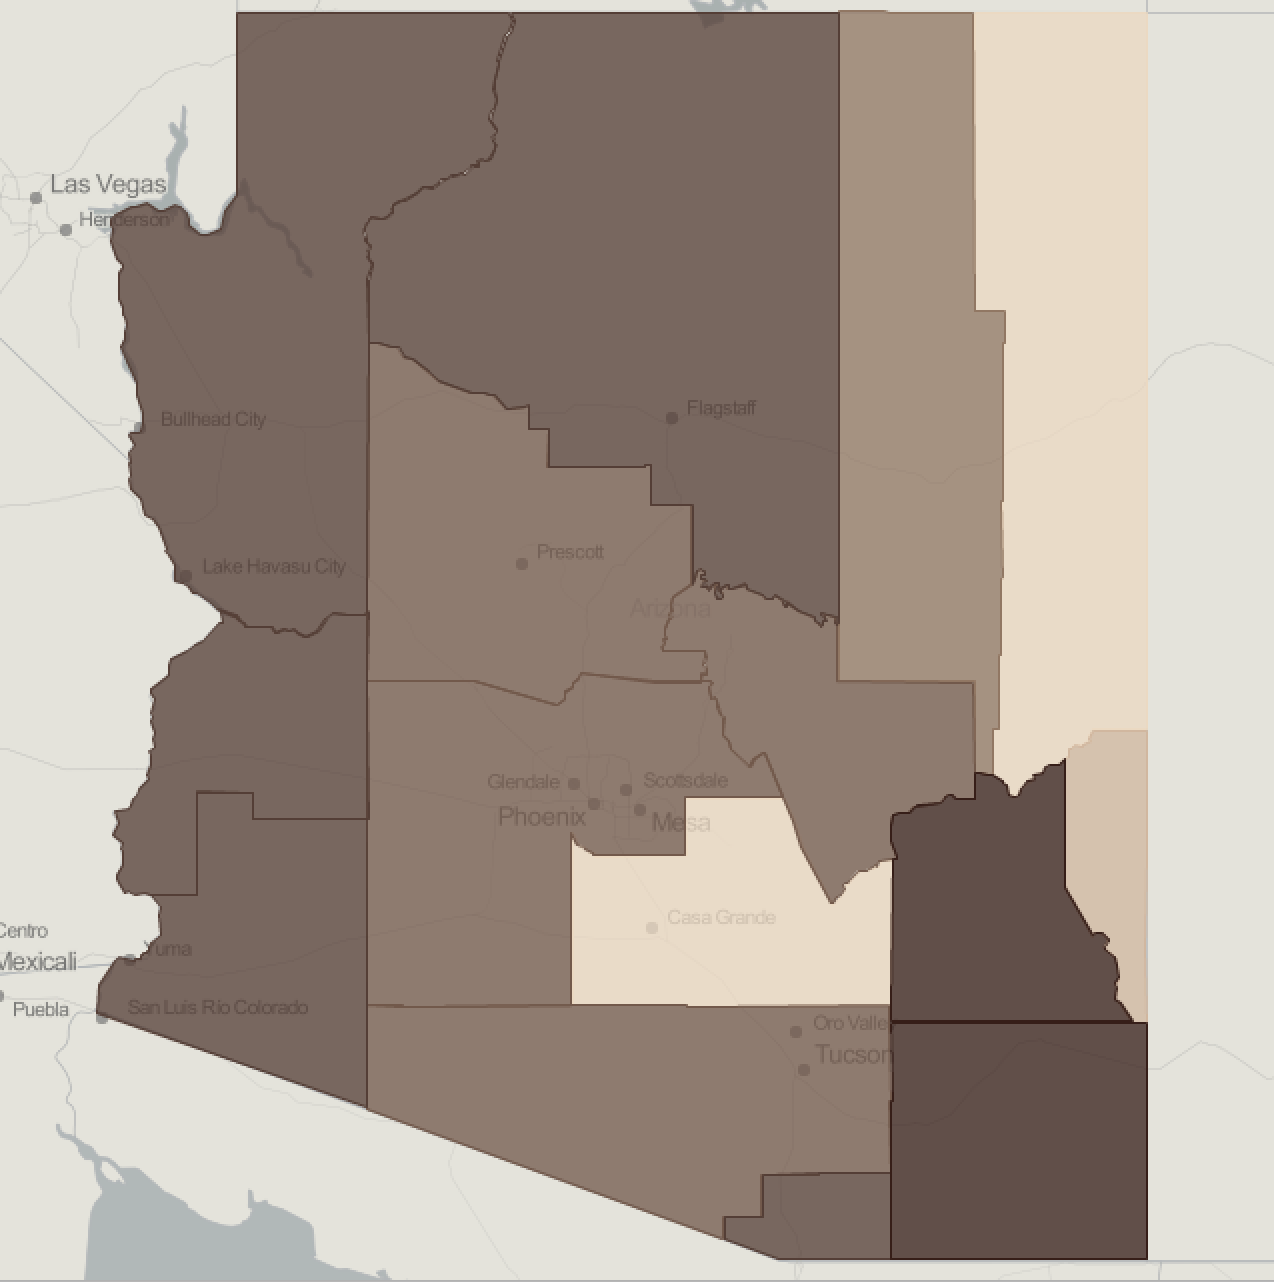 Las Vegas
Henderson
Bullhead City
Flagstaff
Lake Havasu City
Prescott
Arizona
Glendale
Scottsdale
Phoenix
Mesa
Casa Grande
Centro
Yuma
Mexicali
Puebla
San Luis Río Colorado
Oro Valle
Tucson